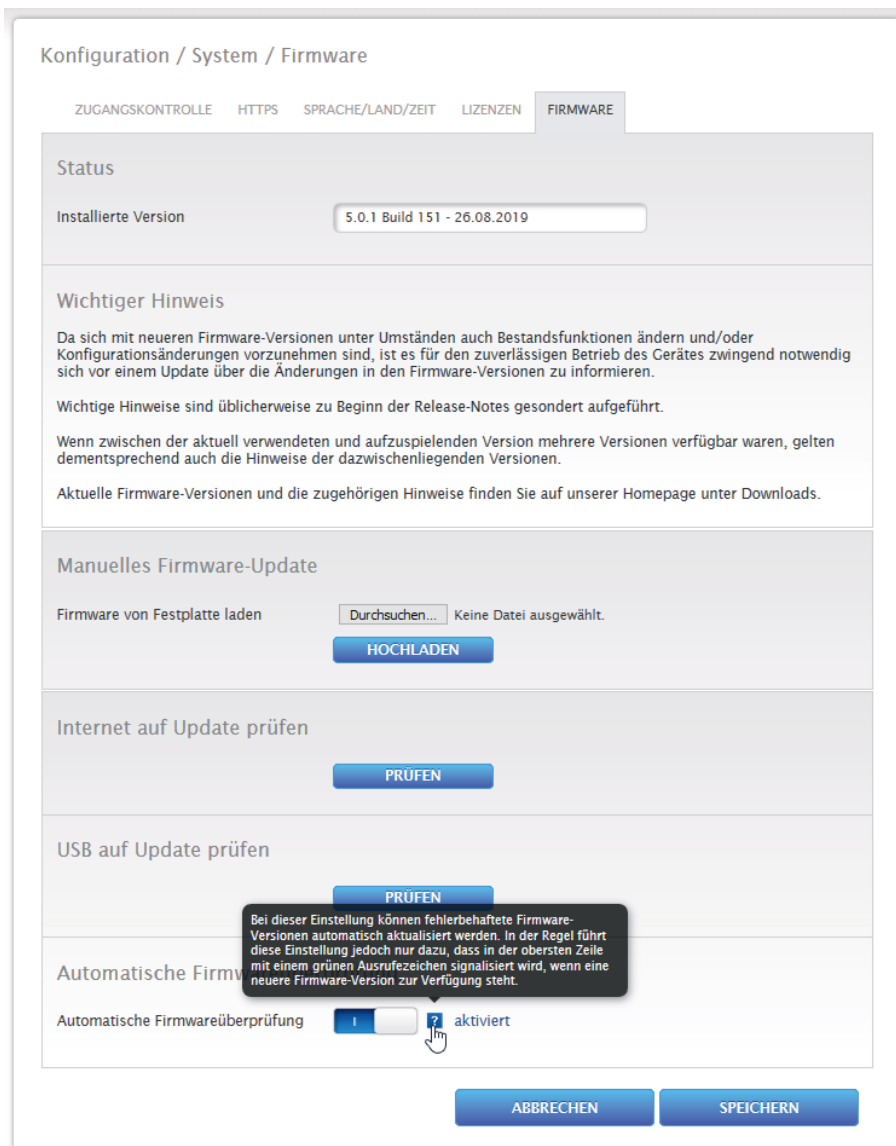 Konfiguration / System / Firmware
ZUGANGSKONTROLLE HTTPS SPRACHE/LAND/ZEIT LIZENZEN FIRMWARE
Status
Installierte Version 5.0.1 Build 151 - 26.08.2019
Wichtiger Hinweis
Da sich mit neueren Firmware-Versionen unter Umständen auch Bestandsfunktionen ändern und/oder
Konfigurationsänderungen vorzunehmen sind, ist es für den zuverlässigen Betrieb des Gerätes zwingend notwendig
sich vor einem Update über die Änderungen in den Firmware-Versionen zu informieren.
Wichtige Hinweise sind üblicherweise zu Beginn der Release-Notes gesondert aufgeführt.
Wenn zwischen der aktuell verwendeten und aufzuspielenden Version mehrere Versionen verfügbar waren, gelten
dementsprechend auch die Hinweise der dazwischenliegenden Versionen.
Aktuelle Firmware-Versionen und die zugehörigen Hinweise finden Sie auf unserer Homepage unter Downloads.
Manuelles Firmware-Update
Firmware von Festplatte laden Durchsuchen... Keine Datei ausgewählt.
HOCHLADEN
Internet auf Update prüfen
PRÜFEN
USB auf Update prüfen
PRÜFEN
Bei dieser Einstellung können fehlerbehaftete Firmware-
Versionen automatisch aktualisiert werden. In der Regel führt
diese Einstellung jedoch nur dazu, dass in der obersten Zeile
mit einem grünen Ausrufezeichen signalisiert wird, wenn eine
neuere Firmware-Version zur Verfügung steht.
Automatische Firmw
Automatische Firmwareüberprüfung I ? aktiviert
ABBRECHEN SPEICHERN